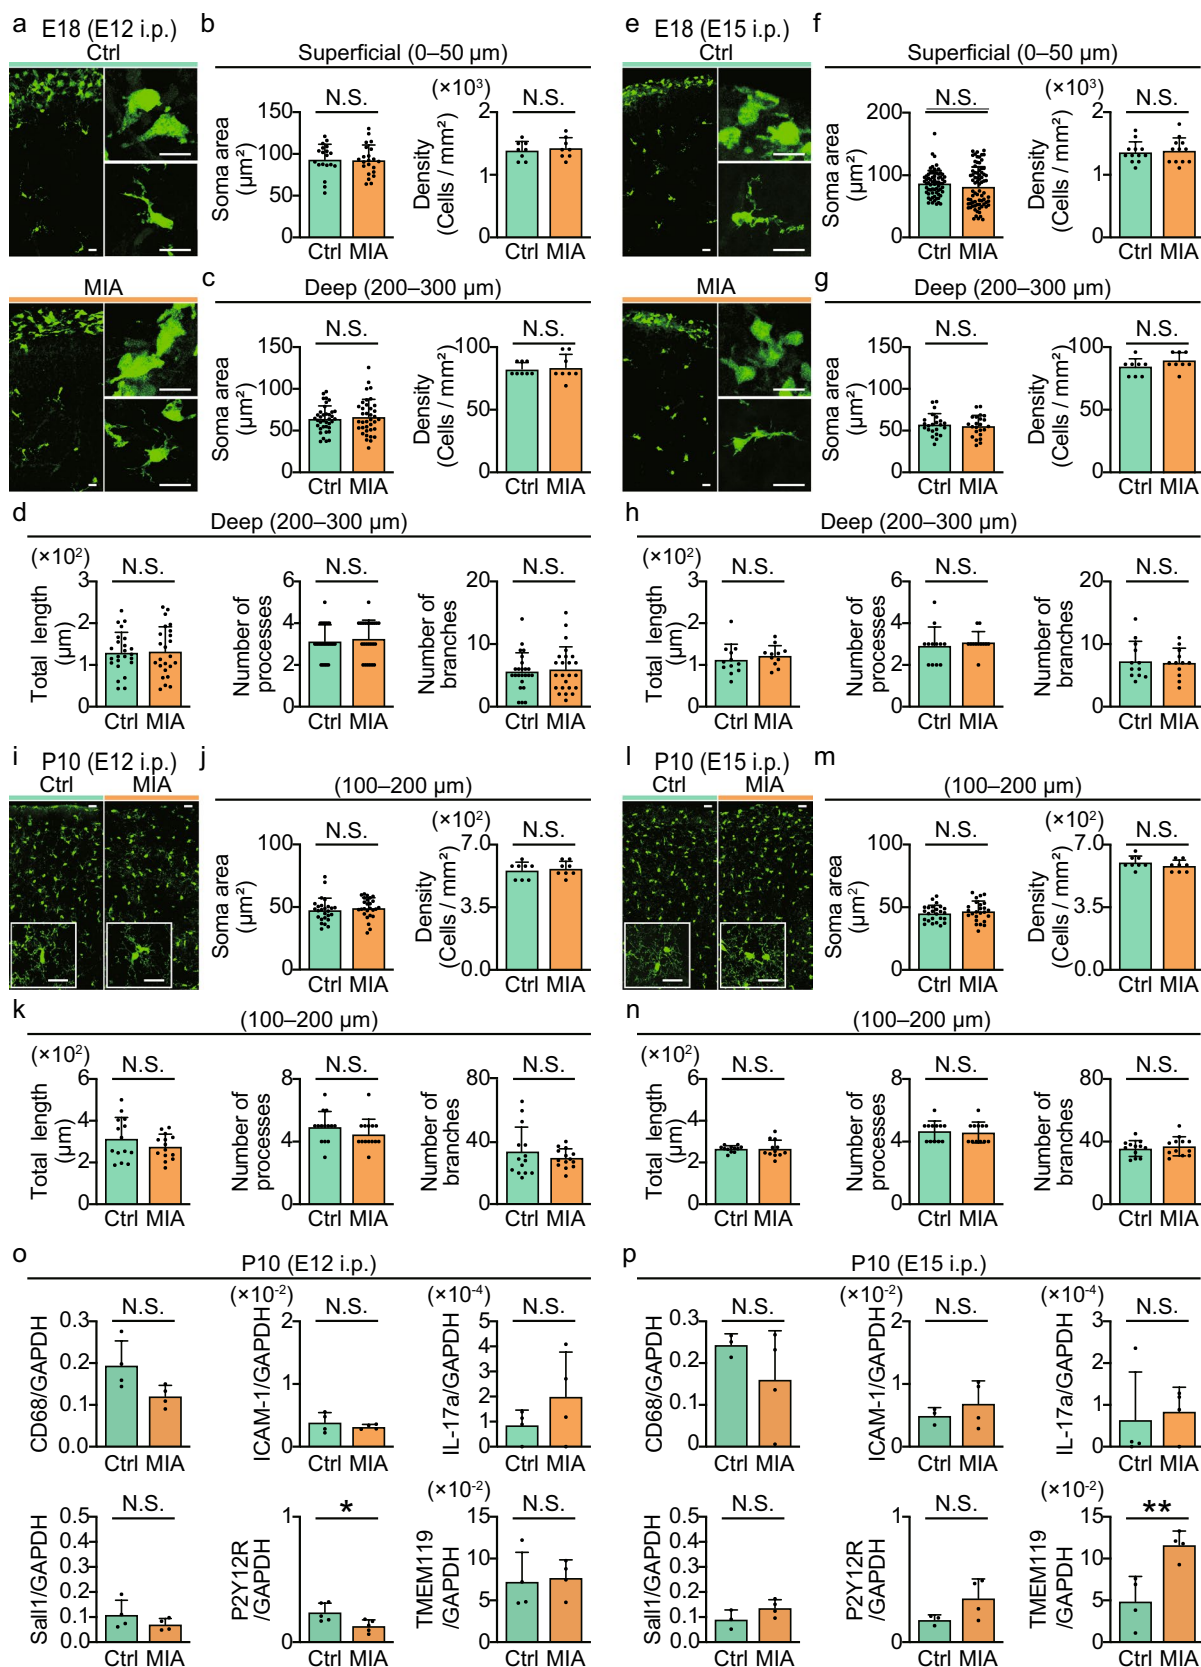 a E18 (E12 i.p.)
Ctrl
MIA
b Superficial (0–50 µm)
Soma area
(µm²)
150
100
50
0
N.S.
Ctrl MIA
(×10³)
Density
(Cells / mm²)
2
1
0
N.S.
Ctrl MIA
c Deep (200–300 µm)
Soma area
(µm²)
150
100
50
0
N.S.
Ctrl MIA
Density
(Cells / mm²)
100
50
0
N.S.
Ctrl MIA
d Deep (200–300 µm)
(×10²)
Total length
(µm)
3
2
1
0
N.S.
Ctrl MIA
Number of
processes
6
4
2
0
N.S.
Ctrl MIA
Number of
branches
20
10
0
N.S.
Ctrl MIA
e E18 (E15 i.p.)
Ctrl
MIA
f Superficial (0–50 µm)
Soma area
(µm²)
200
100
0
N.S.
Ctrl MIA
(×10³)
Density
(Cells / mm²)
2
1
0
N.S.
Ctrl MIA
g Deep (200–300 µm)
Soma area
(µm²)
150
100
50
0
N.S.
Ctrl MIA
Density
(Cells / mm²)
100
50
0
N.S.
Ctrl MIA
h Deep (200–300 µm)
(×10²)
Total length
(µm)
3
2
1
0
N.S.
Ctrl MIA
Number of
processes
6
4
2
0
N.S.
Ctrl MIA
Number of
branches
20
10
0
N.S.
Ctrl MIA
i P10 (E12 i.p.)
Ctrl MIA
j (100–200 µm)
Soma area
(µm²)
100
50
0
N.S.
Ctrl MIA
(×10²)
Density
(Cells / mm²)
7.0
3.5
0.0
N.S.
Ctrl MIA
k (100–200 µm)
(×10²)
Total length
(µm)
6
4
2
0
N.S.
Ctrl MIA
Number of
processes
8
4
0
N.S.
Ctrl MIA
Number of
branches
80
40
0
N.S.
Ctrl MIA
l P10 (E15 i.p.)
Ctrl MIA
m (100–200 µm)
Soma area
(µm²)
100
50
0
N.S.
Ctrl MIA
(×10²)
Density
(Cells / mm²)
7.0
3.5
0.0
N.S.
Ctrl MIA
n (100–200 µm)
(×10²)
Total length
(µm)
6
4
2
0
N.S.
Ctrl MIA
Number of
processes
8
4
0
N.S.
Ctrl MIA
Number of
branches
80
40
0
N.S.
Ctrl MIA
o P10 (E12 i.p.)
CD68/GAPDH
0.3
0.2
0.1
0.0
N.S.
Ctrl MIA
(×10⁻²)
ICAM-1/GAPDH
2
1
0
N.S.
Ctrl MIA
(×10⁻⁴)
IL-17a/GAPDH
5
4
3
2
1
0
N.S.
Ctrl MIA
Sall1/GAPDH
0.5
0.4
0.3
0.2
0.1
0.0
N.S.
Ctrl MIA
P2Y12R
/GAPDH
1
0
*
Ctrl MIA
(×10⁻²)
TMEM119
/GAPDH
15
10
5
0
N.S.
Ctrl MIA
p P10 (E15 i.p.)
CD68/GAPDH
0.3
0.2
0.1
0.0
N.S.
Ctrl MIA
(×10⁻²)
ICAM-1/GAPDH
2
1
0
N.S.
Ctrl MIA
(×10⁻⁴)
IL-17a/GAPDH
3
2
1
0
N.S.
Ctrl MIA
Sall1/GAPDH
0.5
0.4
0.3
0.2
0.1
0.0
N.S.
Ctrl MIA
P2Y12R
/GAPDH
1
0
N.S.
Ctrl MIA
(×10⁻²)
TMEM119
/GAPDH
15
10
5
0
**
Ctrl MIA